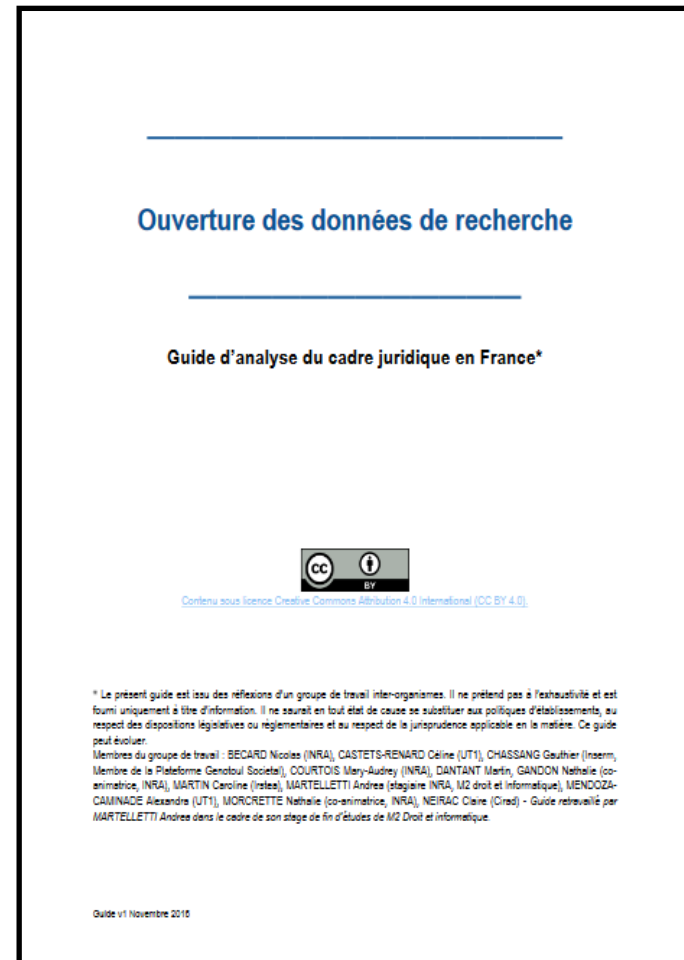 Ouverture des données de recherche
Guide d'analyse du cadre juridique en France*
CC
BY
Contenu sous licence Creative Commons Attribution 4.0 International (CC BY 4.0).
* Le présent guide est issu des réflexions d'un groupe de travail inter-organismes. Il ne prétend pas à l'exhaustivité et est
fourni uniquement à titre d'information. Il ne saurait en tout état de cause se substituer aux politiques d'établissements, au
respect des dispositions législatives ou réglementaires et au respect de la jurisprudence applicable en la matière. Ce guide
peut évoluer.
Membres du groupe de travail : BECARD Nicolas (INRA), CASTETS-RENARD Céline (UT1), CHASSANG Gauthier (Inserm,
Membre de la Plateforme Genotoul Societal), COURTOIS Mary-Audrey (INRA), DANTANT Martin, GANDON Nathalie (co-
animatrice, INRA), MARTIN Caroline (Irstea), MARTELLETTI Andrea (stagiaire INRA, M2 droit et Informatique), MENDOZA-
CAMINADE Alexandra (UT1), MORCRETTE Nathalie (co-animatrice, INRA), NEIRAC Claire (Cirad) - Guide retravaillé par
MARTELLETTI Andrea dans le cadre de son stage de fin d'études de M2 Droit et informatique.
Guide v1 Novembre 2016